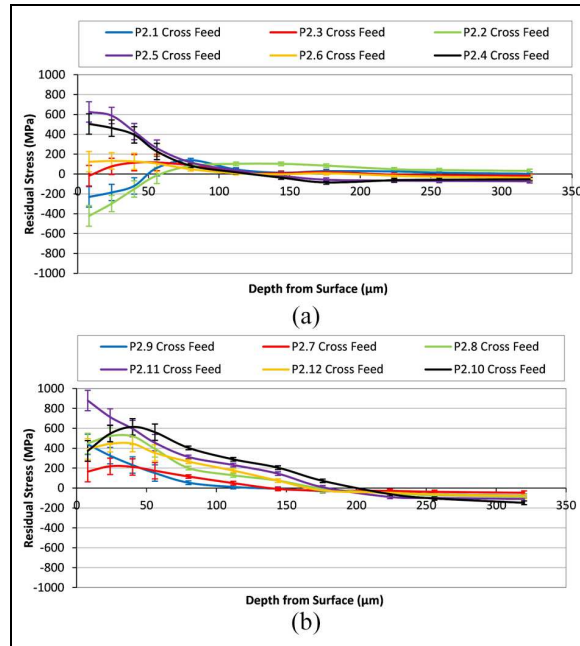 (a)
P2.1 Cross Feed P2.3 Cross Feed P2.2 Cross Feed
P2.5 Cross Feed P2.6 Cross Feed P2.4 Cross Feed
1000
800
600
400
200
0
-200
-400
-600
-800
-1000
Residual Stress (MPa)
0 50 100 150 200 250 300 350
Depth from Surface (µm)
(a)
P2.9 Cross Feed P2.7 Cross Feed P2.8 Cross Feed
P2.11 Cross Feed P2.12 Cross Feed P2.10 Cross Feed
1000
800
600
400
200
0
-200
-400
-600
-800
-1000
Residual Stress (MPa)
0 50 100 150 200 250 300 350
Depth from Surface (µm)
(b)